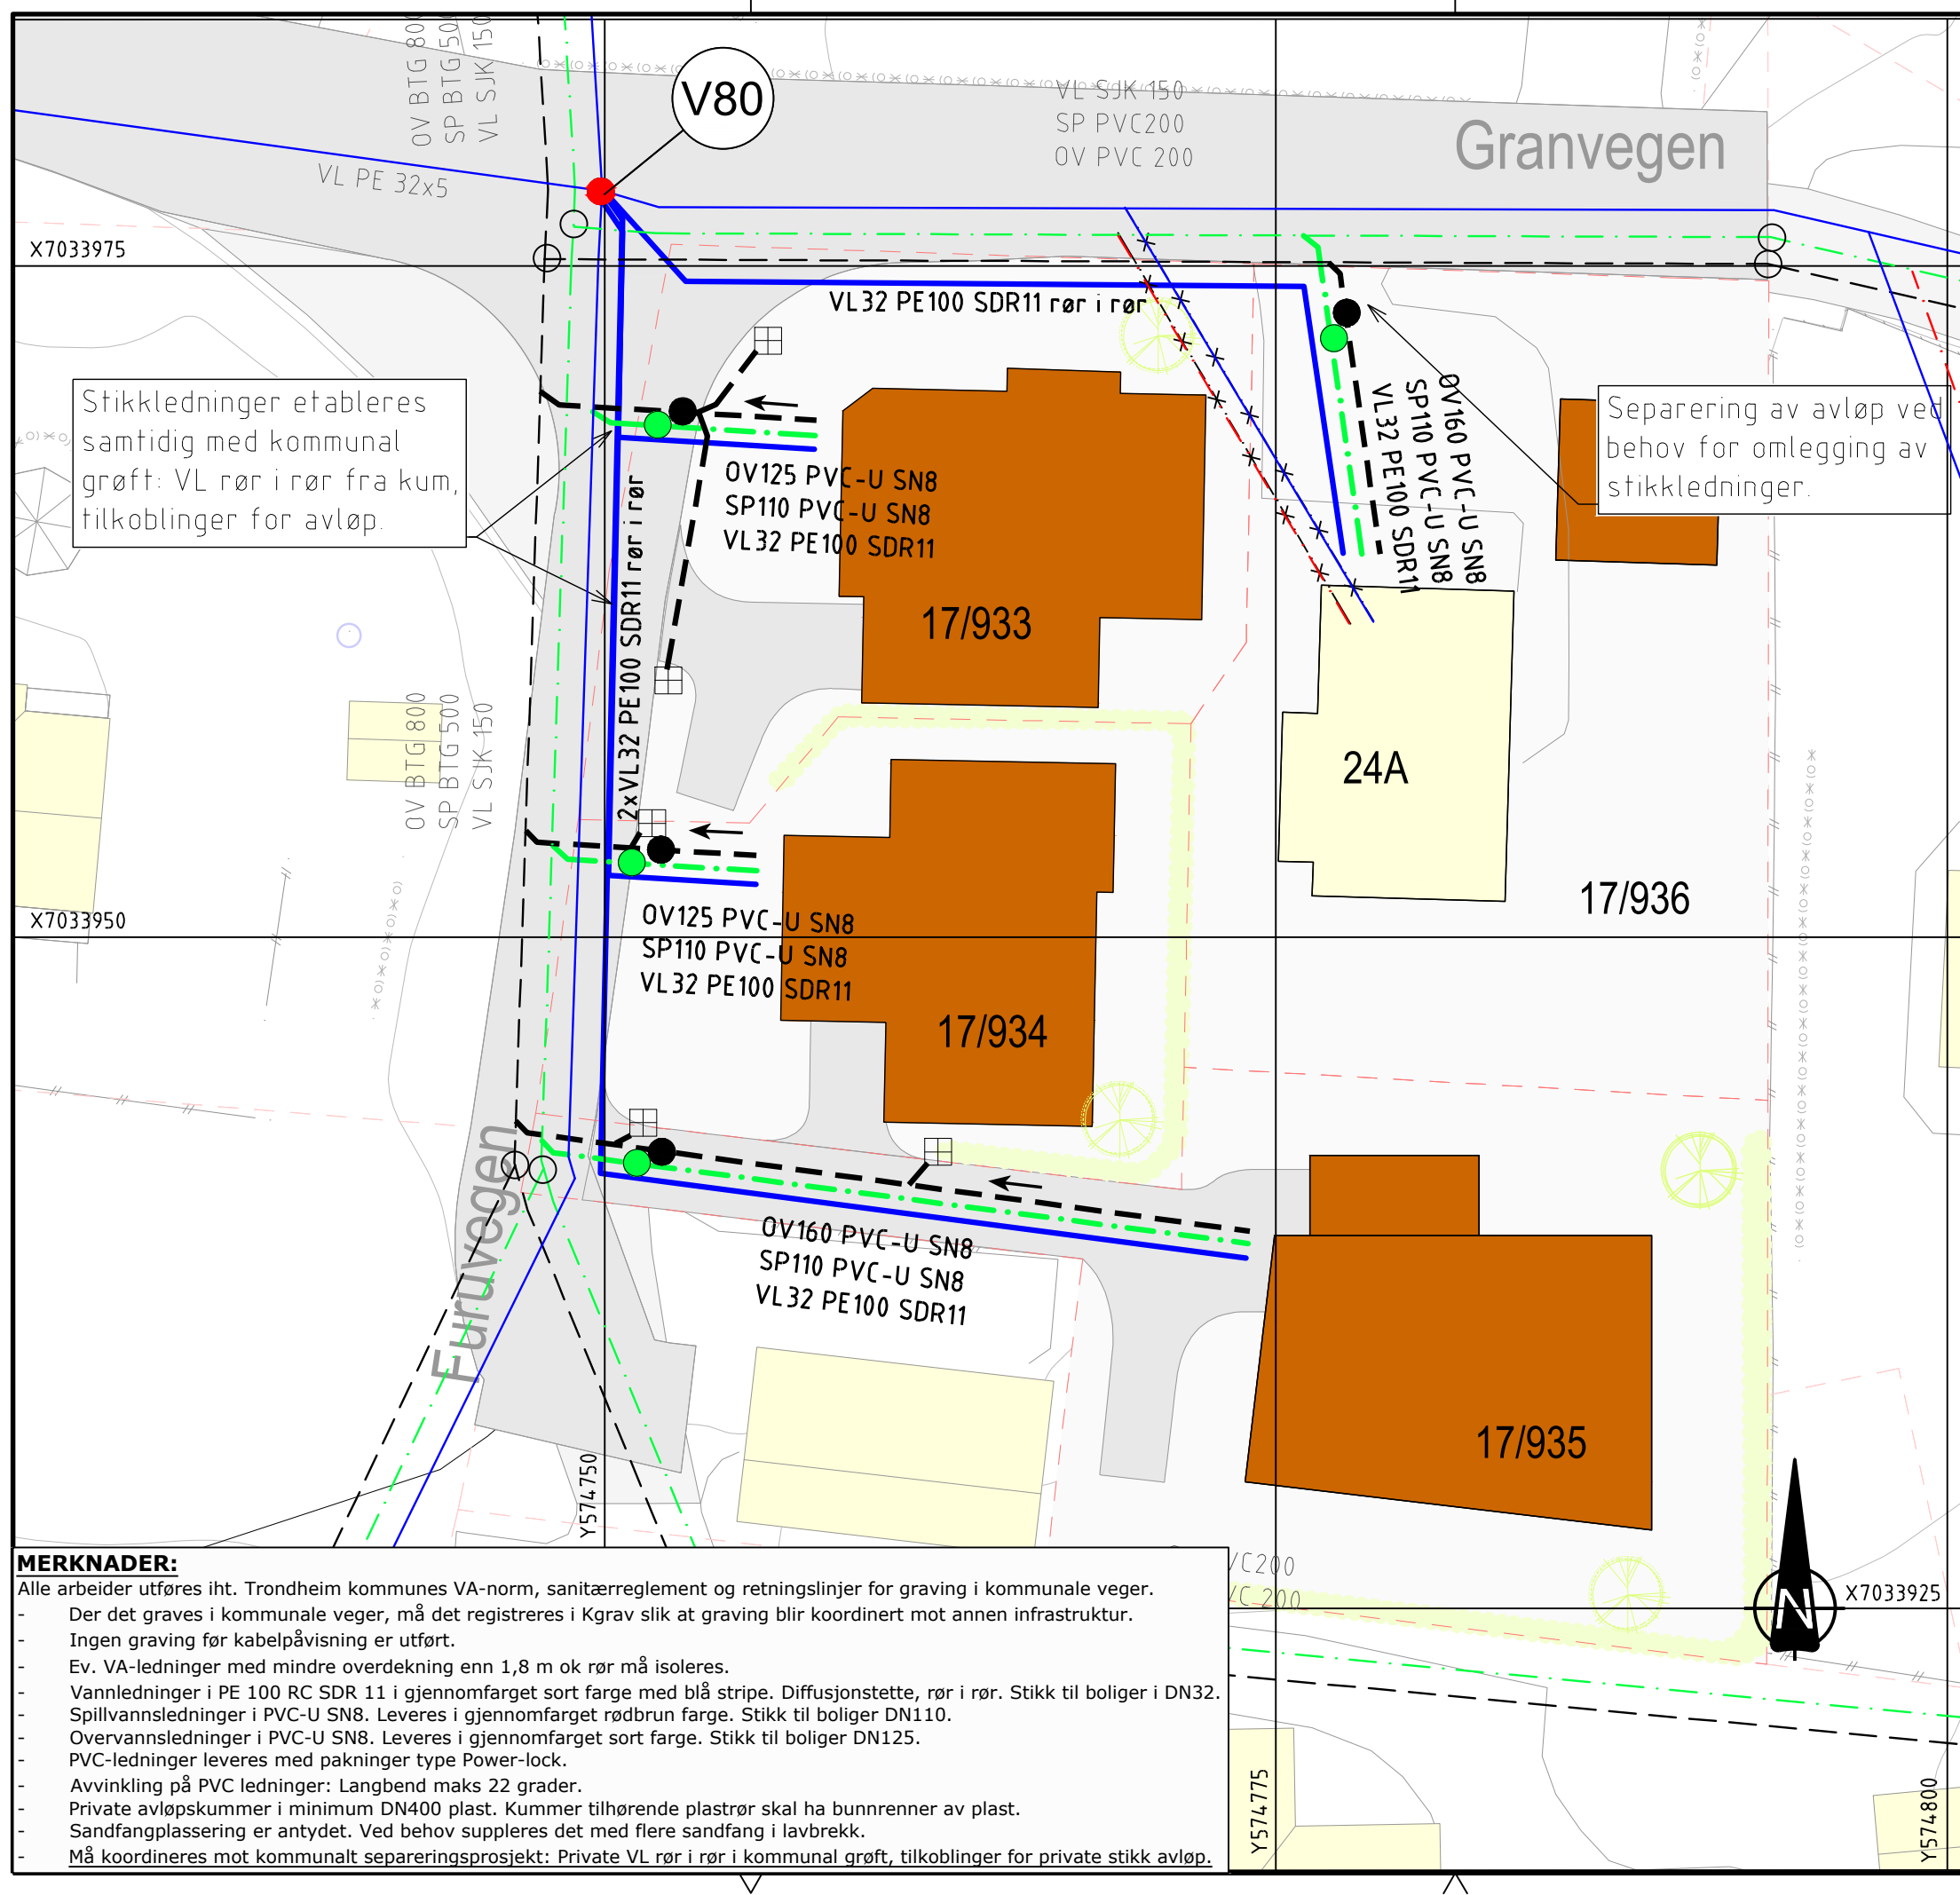 OV BTG 800
SP BTG 500
VL SJK 150
V80
VL SJK 150
SP PVC200
OV PVC 200
Granvegen
VL PE 32x5
X7033975
VL32 PE100 SDR11 rør i rør
Stikkledninger etableres
samtidig med kommunal
grøft: VL rør i rør fra kum,
tilkoblinger for avløp.
OV160 PVC-U SN8
SP110 PVC-U SN8
VL32 PE100 SDR11
Separering av avløp ved
behov for omlegging av
stikkledninger.
OV125 PVC-U SN8
SP110 PVC-U SN8
VL32 PE100 SDR11
2xVL32 PE100 SDR11 rør i rør
17/933
OV BTG 800
SP BTG 500
VL SJK 150
24A
17/936
X7033950
OV125 PVC-U SN8
SP110 PVC-U SN8
VL32 PE100 SDR11
17/934
Furuvegen
OV160 PVC-U SN8
SP110 PVC-U SN8
VL32 PE100 SDR11
17/935
Y574750
VC200
VC 200
N
X7033925
Y574775
Y574800
MERKNADER:
Alle arbeider utføres iht. Trondheim kommunes VA-norm, sanitærreglement og retningslinjer for graving i kommunale veger.
- Der det graves i kommunale veger, må det registreres i Kgrav slik at graving blir koordinert mot annen infrastruktur.
- Ingen graving før kabelpåvisning er utført.
- Ev. VA-ledninger med mindre overdekning enn 1,8 m ok rør må isoleres.
- Vannledninger i PE 100 RC SDR 11 i gjennomfarget sort farge med blå stripe. Diffusjonstette, rør i rør. Stikk til boliger i DN32.
- Spillvannsledninger i PVC-U SN8. Leveres i gjennomfarget rødbrun farge. Stikk til boliger DN110.
- Overvannsledninger i PVC-U SN8. Leveres i gjennomfarget sort farge. Stikk til boliger DN125.
- PVC-ledninger leveres med pakninger type Power-lock.
- Avvinkling på PVC ledninger: Langbend maks 22 grader.
- Private avløpskummer i minimum DN400 plast. Kummer tilhørende plastrør skal ha bunnrenner av plast.
- Sandfangplassering er antydet. Ved behov suppleres det med flere sandfang i lavbrekk.
- Må koordineres mot kommunalt separeringsprosjekt: Private VL rør i rør i kommunal grøft, tilkoblinger for private stikk avløp.